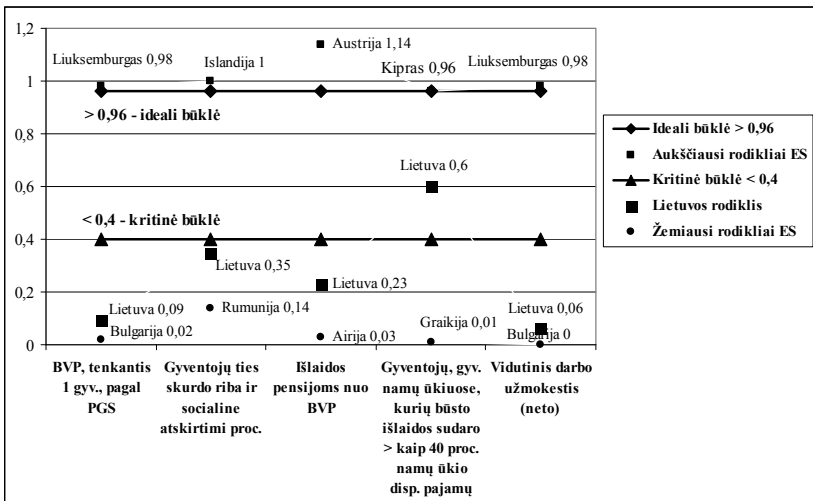 1,2
1
0,8
0,6
0,4
0,2
0
Liuksemburgas 0,98
Islandija 1
Austrija 1,14
Kipras 0,96
Liuksemburgas 0,98
> 0,96 - ideali būklė
Lietuva 0,6
< 0,4 - kritinė būklė
Lietuva 0,35
Lietuva 0,23
Lietuva 0,09
Rumunija 0,14
Lietuva 0,06
Bulgarija 0,02
Airija 0,03
Graikija 0,01
Bulgarija 0
BVP, tenkantis
1 gyv., pagal
PGS
Gyventojų ties
skurdo riba ir
socialine
atskirtimi proc.
Išlaidos
pensijoms nuo
BVP
Gyventojų, gyv.
namų ūkiuose,
kurių būsto
išlaidos sudaro
> kaip 40 proc.
namų ūkio
disp. pajamų
Vidutinis darbo
užmokestis
(neto)
Ideali būklė > 0,96
Aukščiausi rodikliai ES
Kritinė būklė < 0,4
Lietuvos rodiklis
Žemiausi rodikliai ES